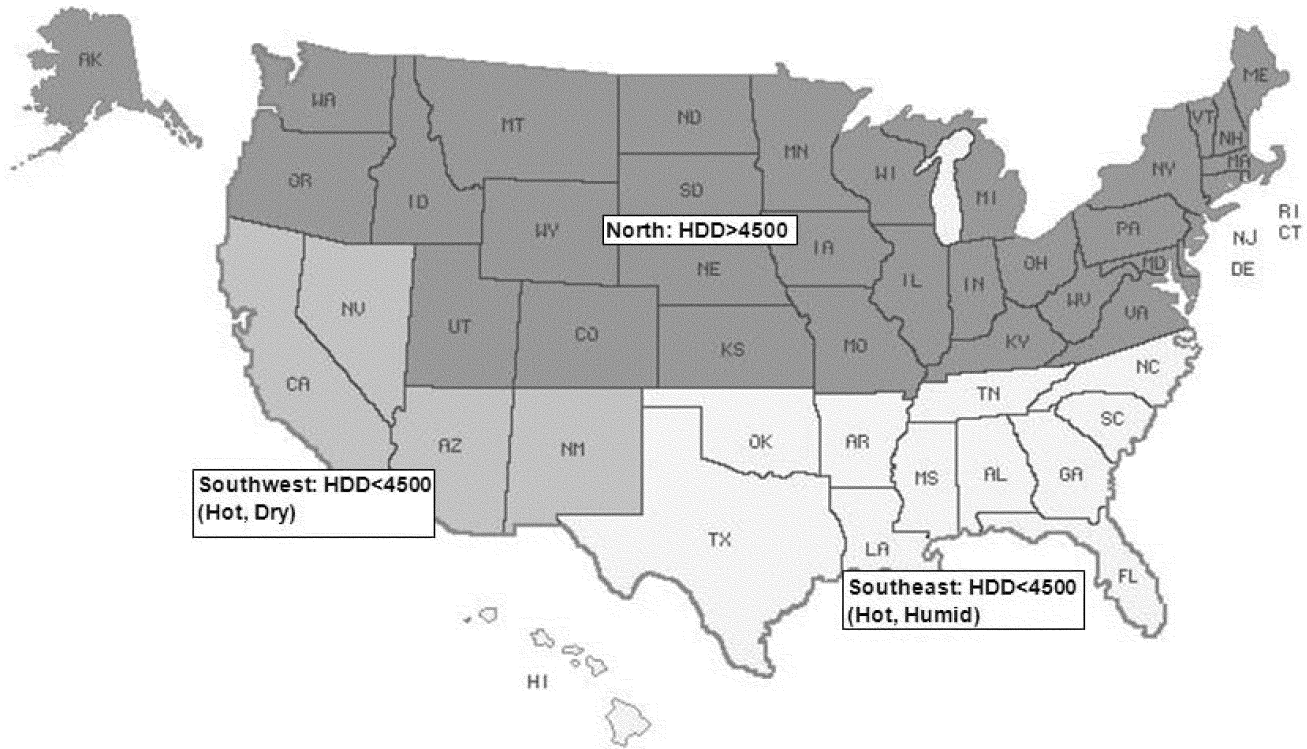 AK
WA
MT
ND
MN
ME
VT
NH
MA
OR
ID
SD
WI
MI
NY
WY
North: HDD>4500
RI
CT
NJ
DE
IA
PA
NE
NV
UT
CO
KS
MO
IL
IN
OH
MD
WV
VA
KY
CA
NC
TN
SC
AZ
NM
OK
AR
MS
AL
GA
Southwest: HDD<4500
(Hot, Dry)
TX
LA
FL
Southeast: HDD<4500
(Hot, Humid)
HI